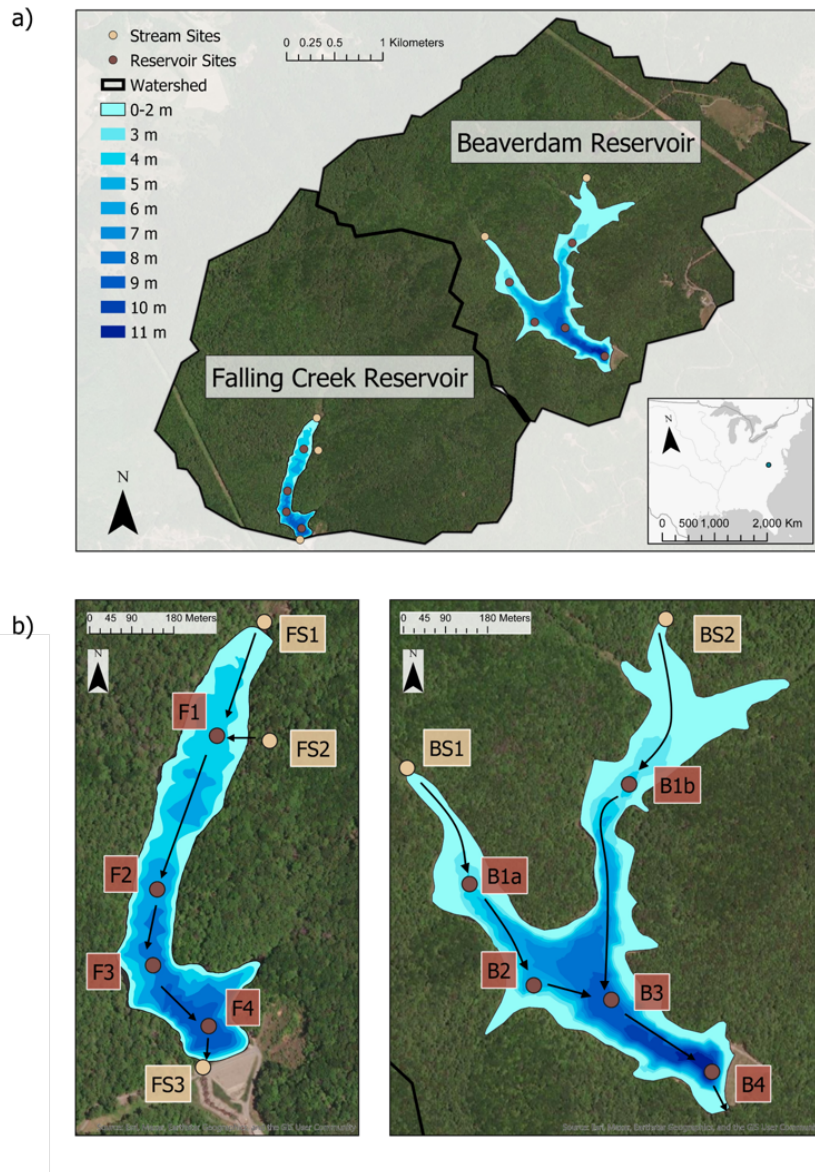 a)
Stream Sites
Reservoir Sites
Watershed
0-2 m
3 m
4 m
5 m
6 m
7 m
8 m
9 m
10 m
11 m
0 0.25 0.5 1 Kilometers
Beaverdam Reservoir
Falling Creek Reservoir
N
N
0 500 1,000 2,000 Km
b)
0 45 90 180 Meters
N
FS1
F1
FS2
F2
F3
F4
FS3
0 45 90 180 Meters
N
BS2
BS1
B1b
B1a
B2
B3
B4